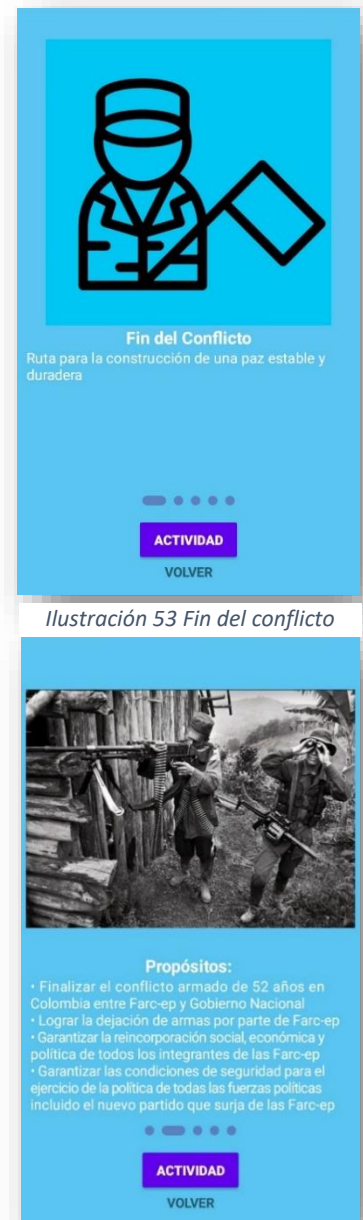 Fin del Conflicto
Ruta para la construcción de una paz estable y
duradera
ACTIVIDAD
VOLVER
Ilustración 53 Fin del conflicto
Propósitos:
• Finalizar el conflicto armado de 52 años en
Colombia entre Farc-ep y Gobierno Nacional
• Lograr la dejación de armas por parte de Farc-ep
• Garantizar la reincorporación social, económica y
política de todos los integrantes de las Farc-ep
• Garantizar las condiciones de seguridad para el
ejercicio de la política de todas las fuerzas políticas
incluido el nuevo partido que surja de las Farc-ep
ACTIVIDAD
VOLVER